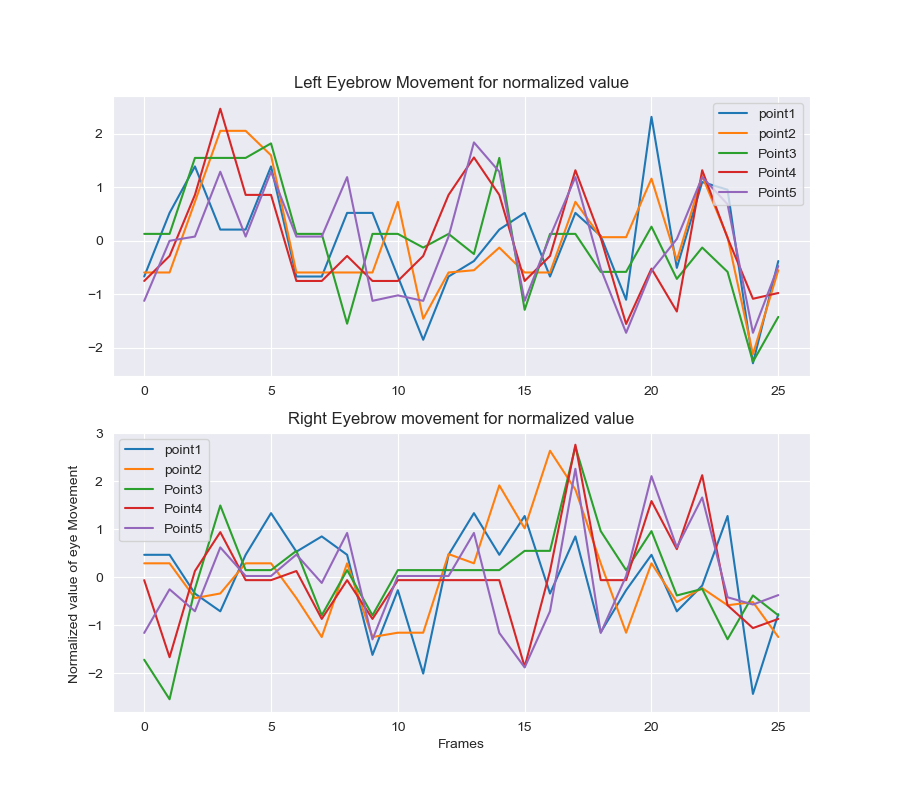 Left Eyebrow Movement for normalized value
2
1
0
−1
−2
point1
point2
Point3
Point4
Point5
0 5 10 15 20 25
Right Eyebrow movement for normalized value
Normalized value of eye Movement
3
2
1
0
−1
−2
point1
point2
Point3
Point4
Point5
0 5 10 15 20 25
Frames